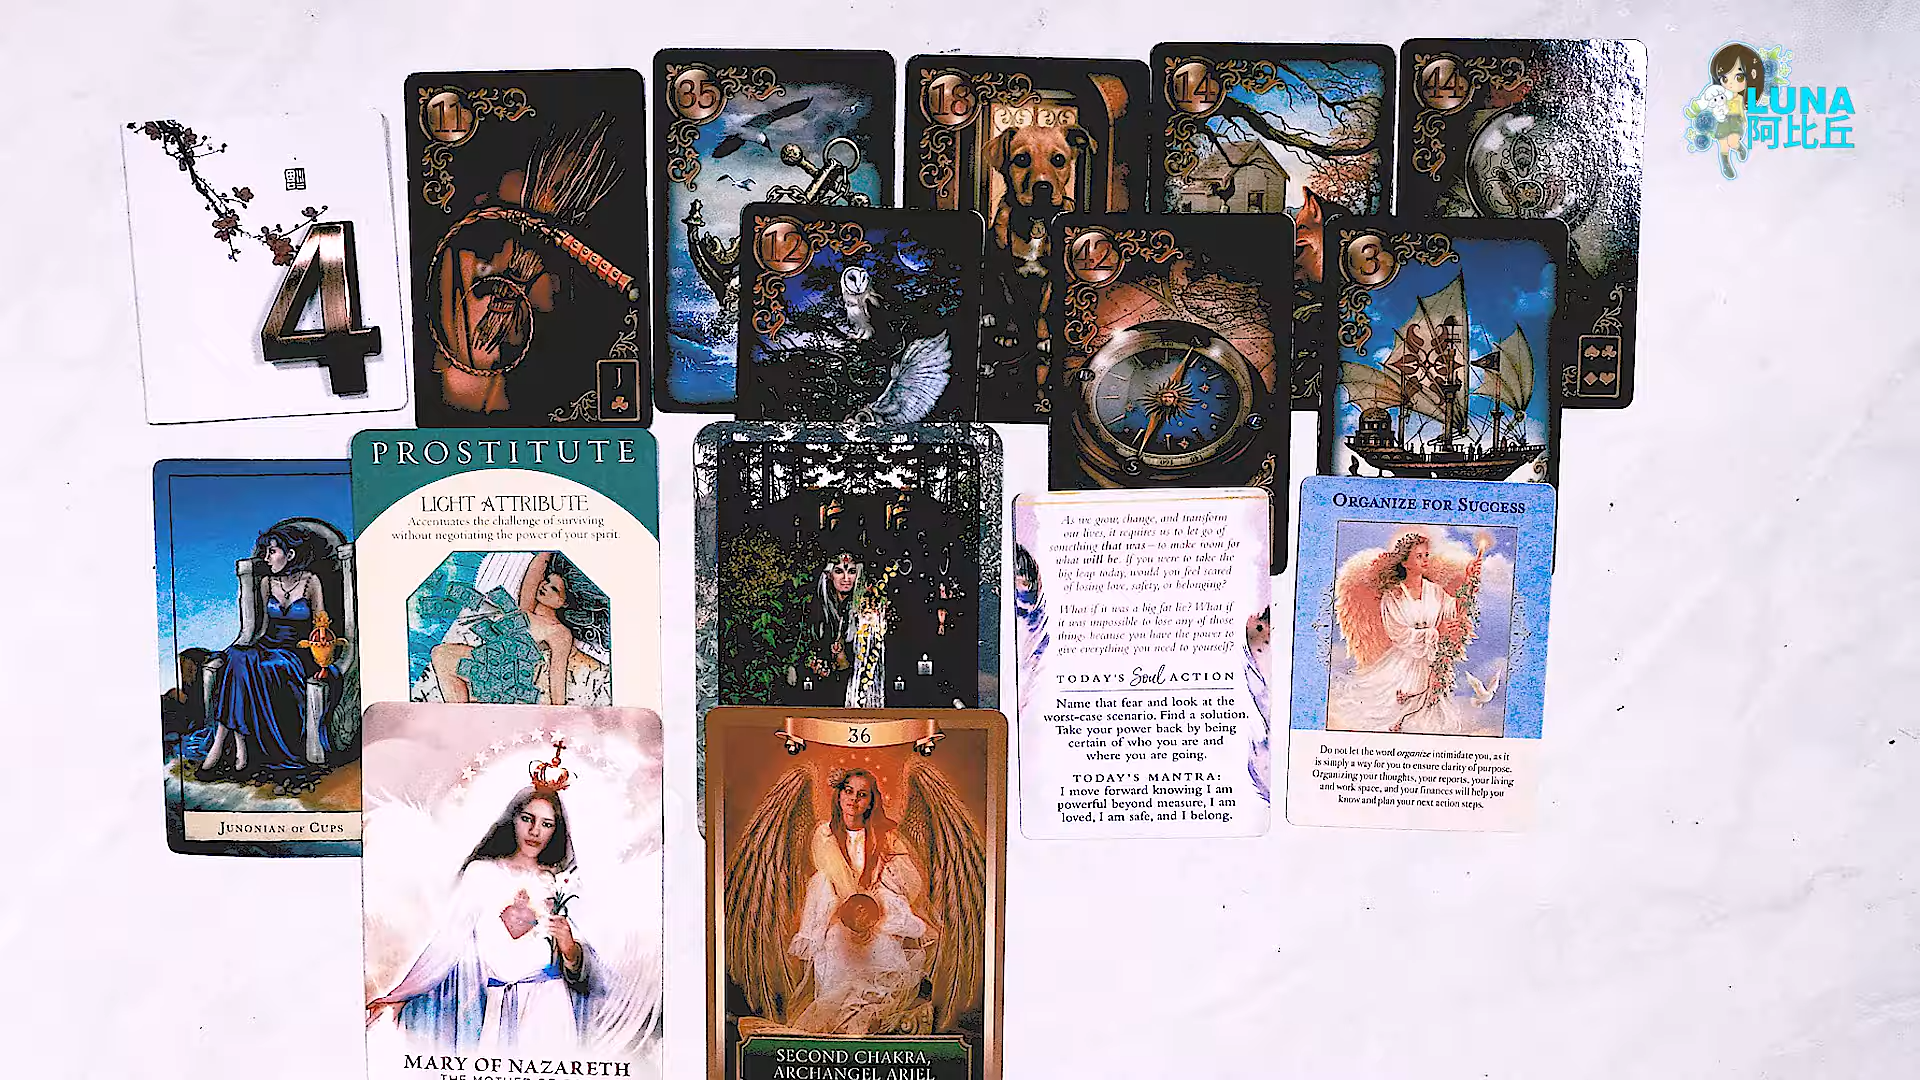 4
11
J
35
18
14
44
12
42
3
LUNA
阿比丘
JUNONIAN OF CUPS
PROSTITUTE
LIGHT ATTRIBUTE
Accentuates the challenge of surviving
without negotiating the power of your spirit.
As we grow, change, and transform
our lives, it requires us to let go of
something that was—to make room for
what will be. If you were to take the
big leap today, would you feel scared
of losing love, safety, or belonging?
What if it was a big fat lie? What if
it was impossible to lose any of those
things because you have the power to
give everything you need to yourself?
TODAY'S Soul ACTION
Name that fear and look at the
worst-case scenario. Find a solution.
Take your power back by being
certain of who you are and
where you are going.
TODAY'S MANTRA:
I move forward knowing I am
powerful beyond measure, I am
loved, I am safe, and I belong.
ORGANIZE FOR SUCCESS
Do not let the word organize intimidate you, as it
is simply a way for you to ensure clarity of purpose.
Organizing your thoughts, your reports, your living
and work space, and your finances will help you
know and plan your next action steps.
MARY OF NAZARETH
36
SECOND CHAKRA,
ARCHANGEL ARIEL